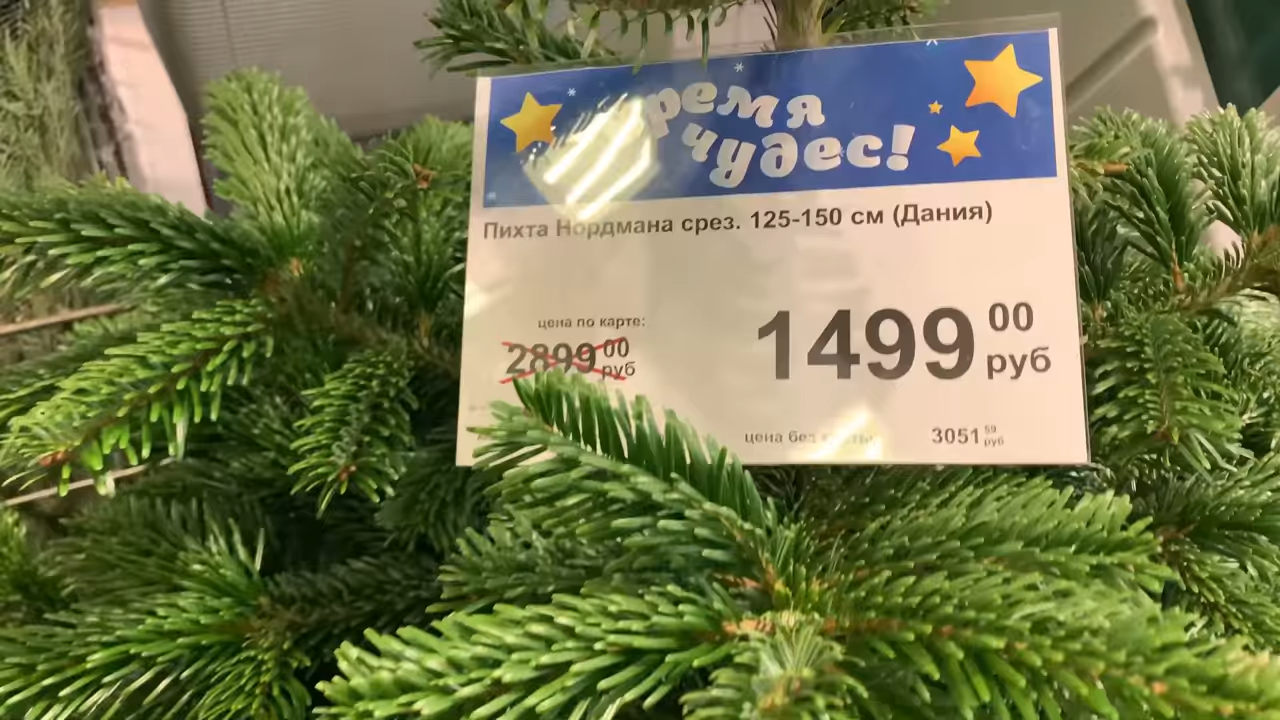 ремя
чудес!
Пихта Нордмана срез. 125-150 см (Дания)
цена по карте:
2899 00 руб
1499 00 руб
цена без карты: 3051 59 руб